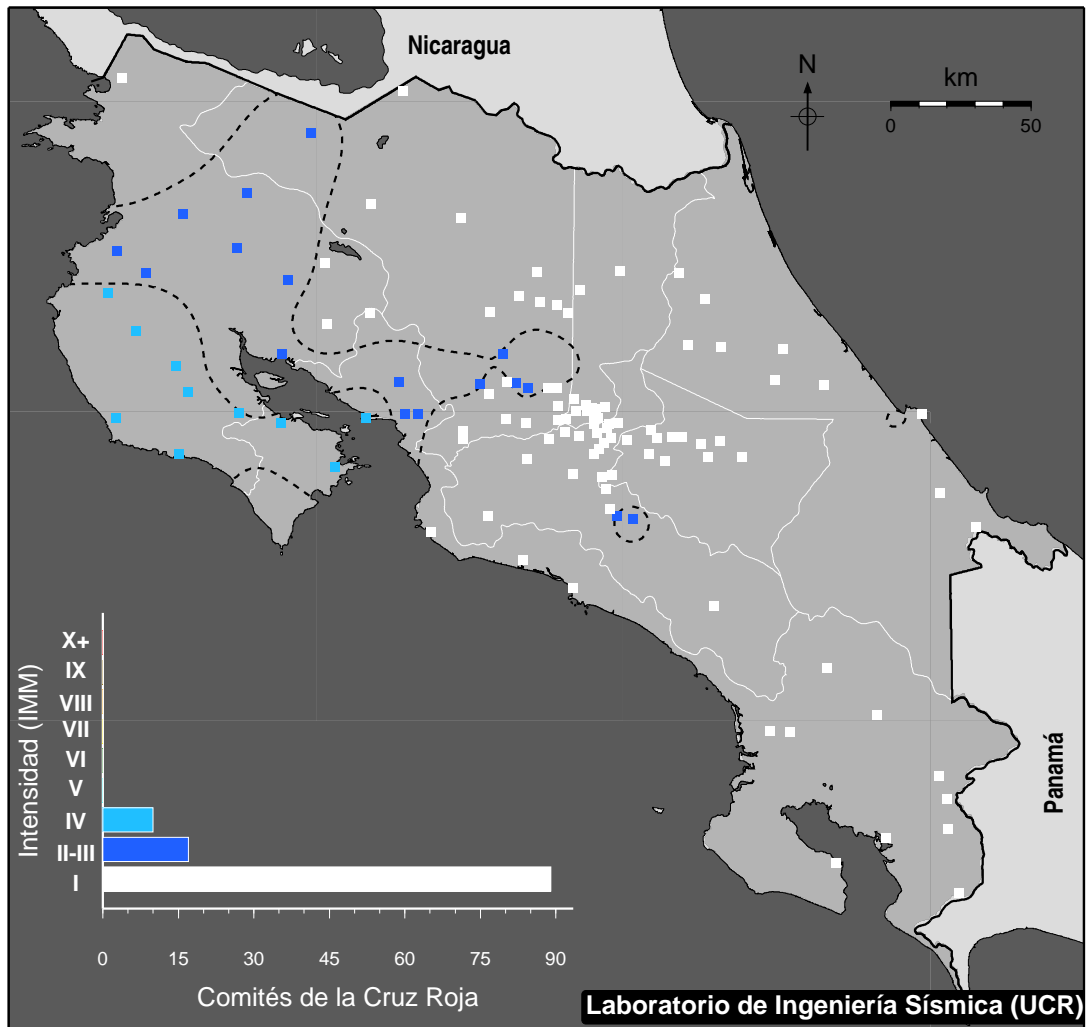 Nicaragua
N
km
0 50
Panamá
Intensidad (IMM)
X+
IX
VIII
VII
VI
V
IV
II-III
I
0 15 30 45 60 75 90
Comités de la Cruz Roja
Laboratorio de Ingeniería Sísmica (UCR)